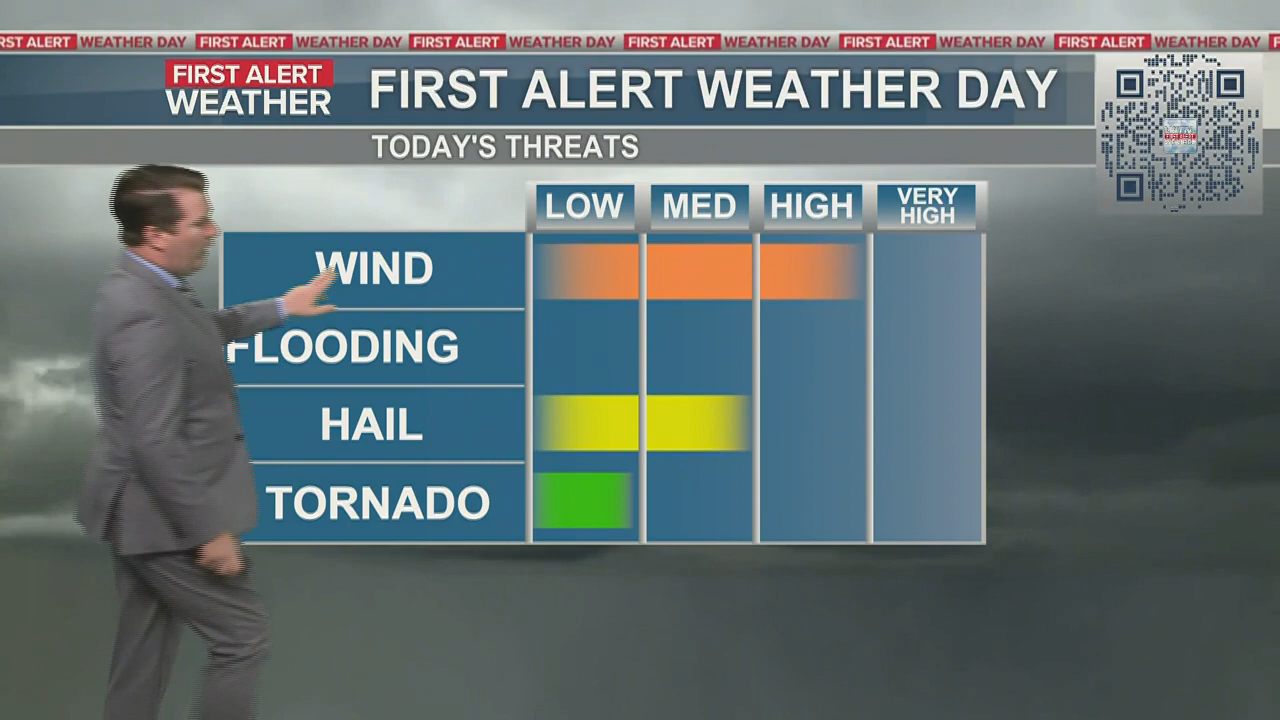 RST ALERT WEATHER DAY FIRST ALERT WEATHER DAY FIRST ALERT WEATHER DAY FIRST ALERT WEATHER DAY FIRST ALERT WEATHER DAY FIRST ALERT WEATHER DAY F
FIRST ALERT
WEATHER
FIRST ALERT WEATHER DAY
TODAY'S THREATS
LOW MED HIGH VERY HIGH
WIND
FLOODING
HAIL
TORNADO